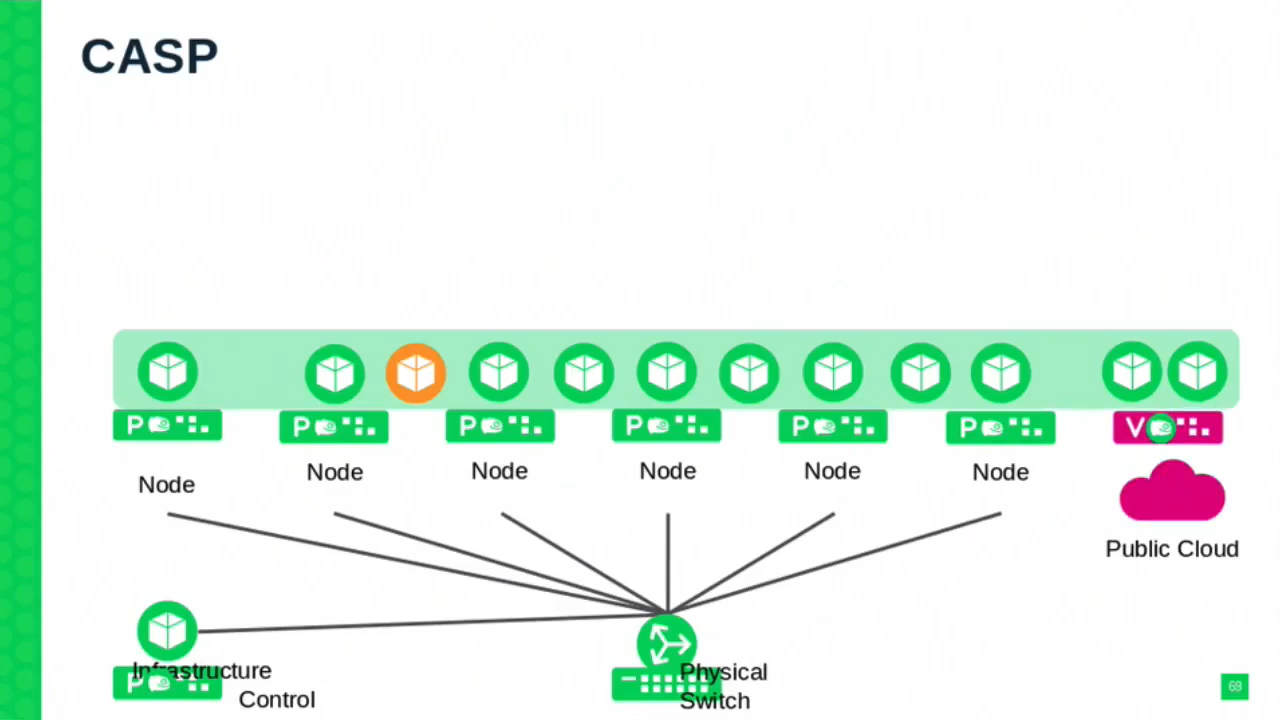 CASP
P
P
P
P
P
P
V
Node
Node
Node
Node
Node
Node
Public Cloud
Infrastructure
Control
P
Physical
Switch
69